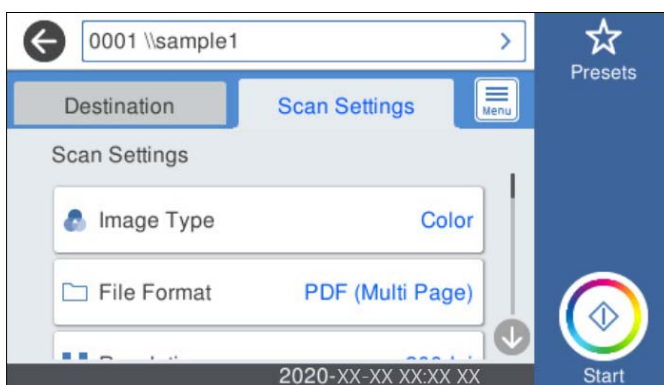 0001 \\sample1
Presets
Destination
Scan Settings
Menu
Scan Settings
Image Type
Color
File Format
PDF (Multi Page)
2020-XX-XX XX:XX XX
Start